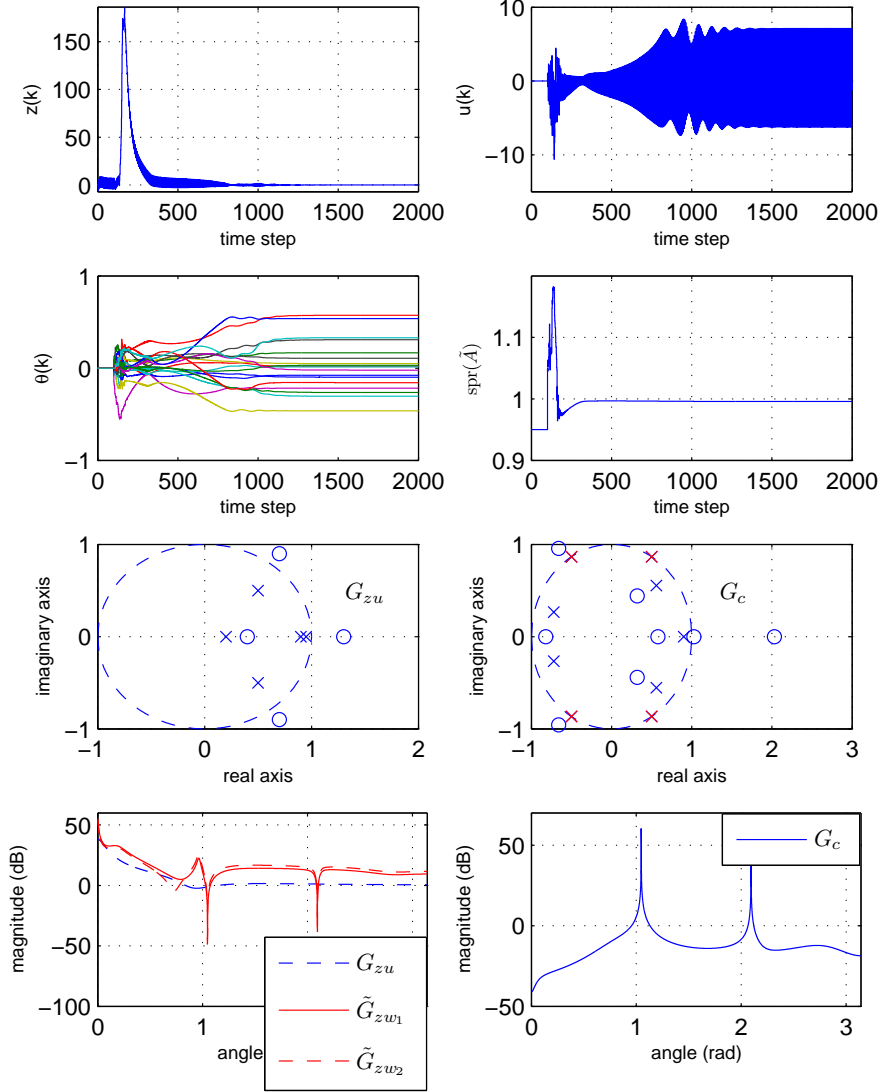 z(k)
150
100
50
0
0 500 1000 1500 2000
time step
u(k)
10
0
−10
0 500 1000 1500 2000
time step
θ(k)
1
0
−1
0 500 1000 1500 2000
time step
spr(Ã)
1.1
1
0.9
0 500 1000 1500 2000
time step
imaginary axis
1
0
−1
−1 0 1 2
real axis
G_zu
imaginary axis
1
0
−1
−1 0 1 2 3
real axis
G_c
magnitude (dB)
50
0
−50
−100
0 1
angle
G_zu
G̃_zw₁
G̃_zw₂
magnitude (dB)
50
0
−50
0 1 2 3
angle (rad)
G_c